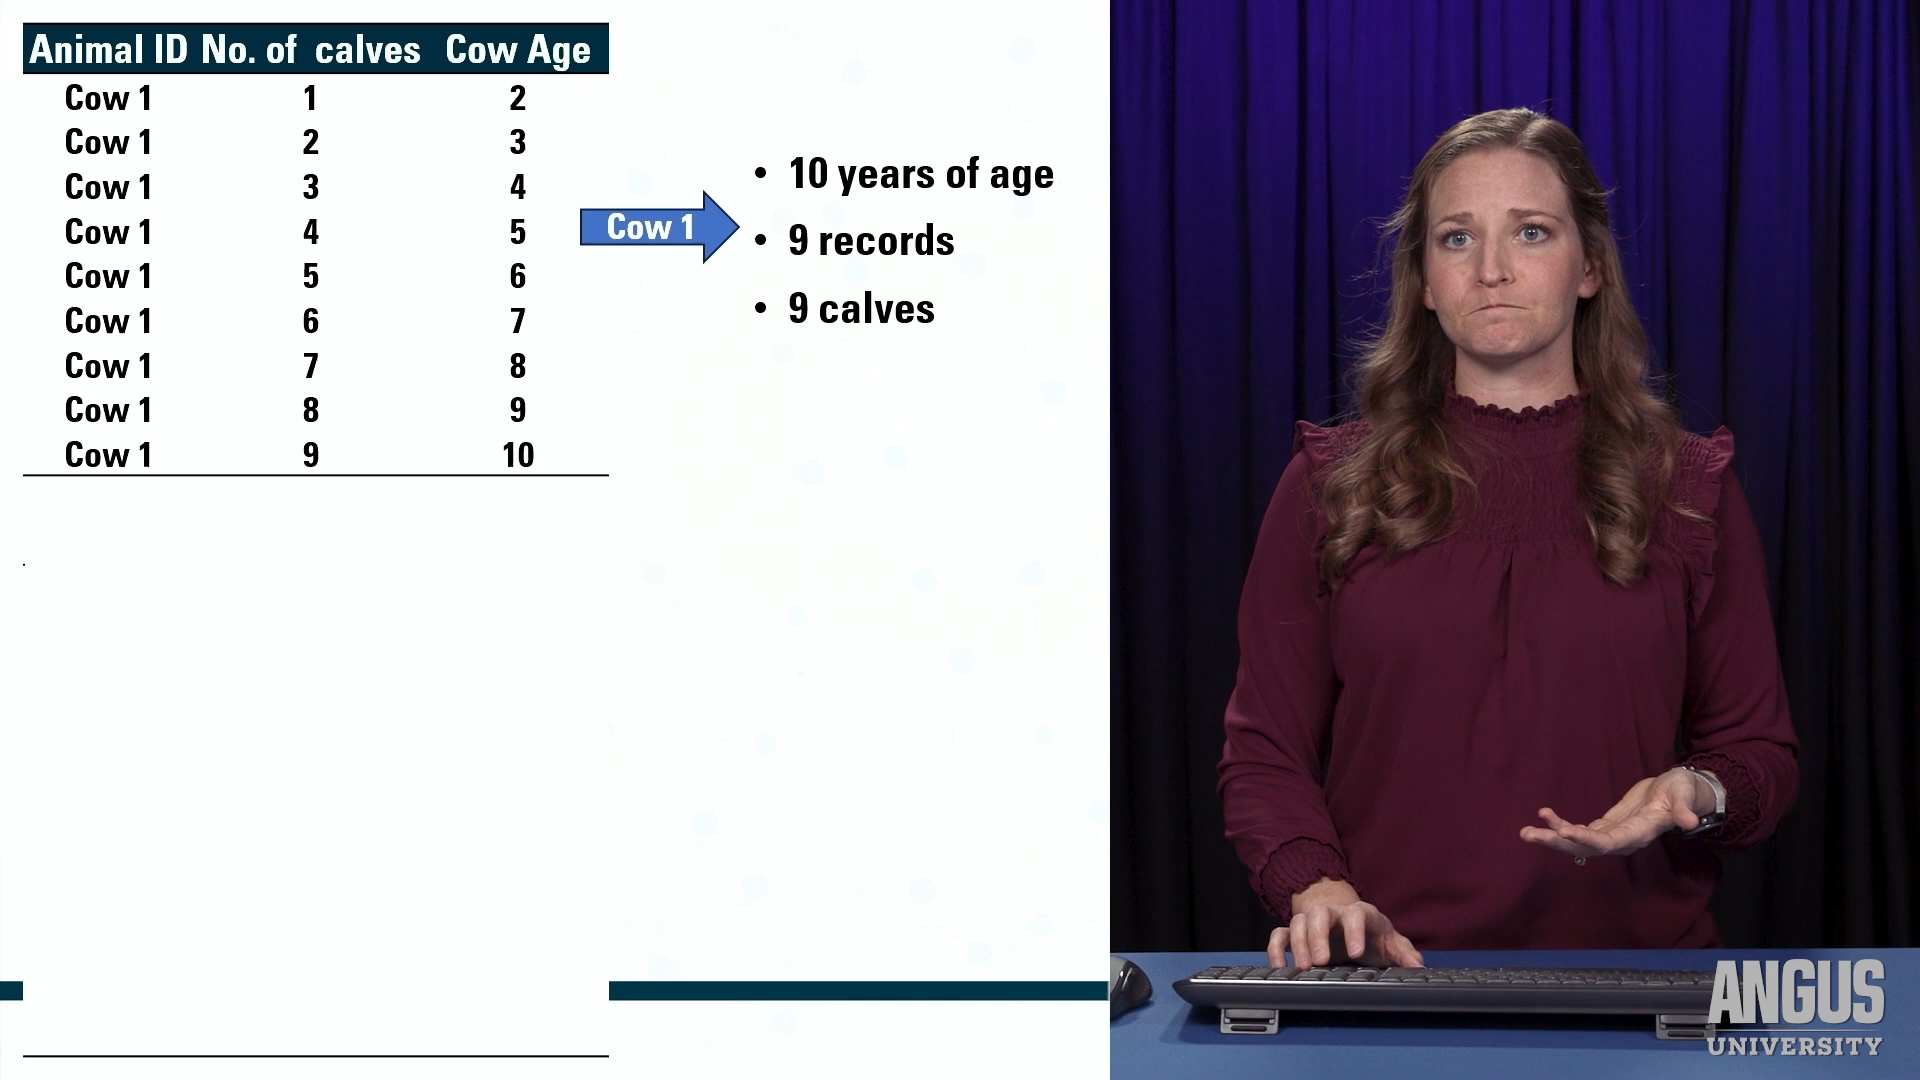 Animal ID No. of calves Cow Age
Cow 1 1 2
Cow 1 2 3
Cow 1 3 4
Cow 1 4 5
Cow 1 5 6
Cow 1 6 7
Cow 1 7 8
Cow 1 8 9
Cow 1 9 10
Cow 1
• 10 years of age
• 9 records
• 9 calves
ANGUS
UNIVERSITY